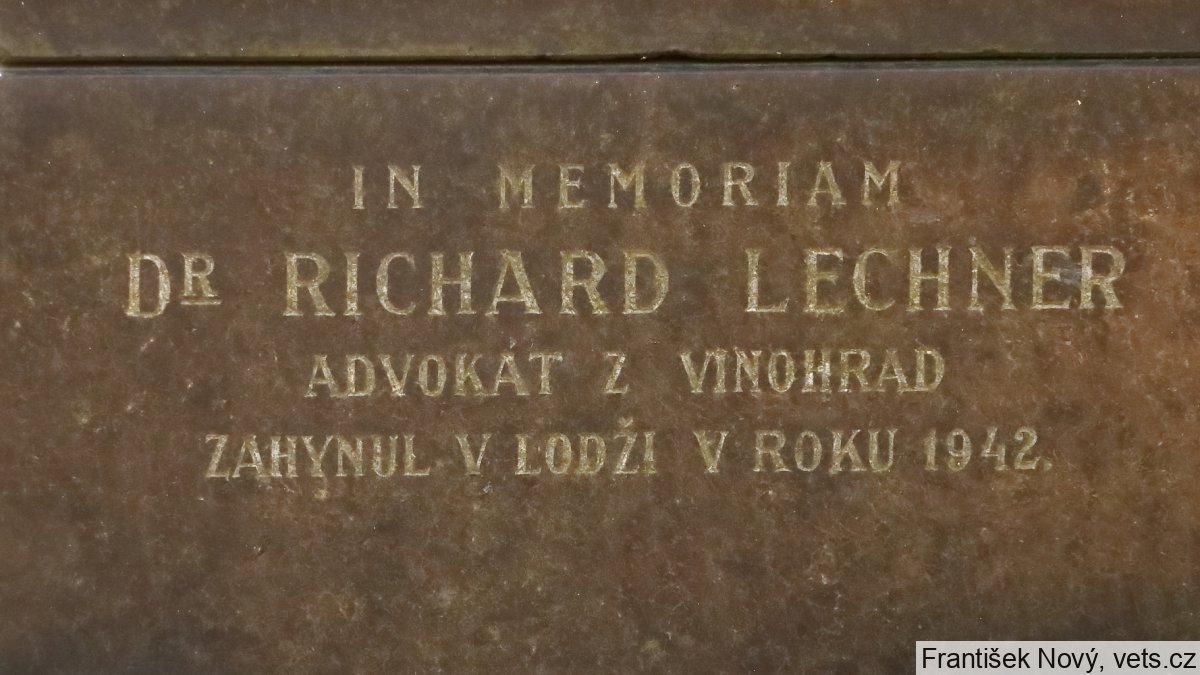 IN MEMORIAM
DR RICHARD LECHNER
ADVOKÁT Z VINOHRAD
ZAHYNUL V LODŽI V ROKU 1942.
František Nový, vets.cz